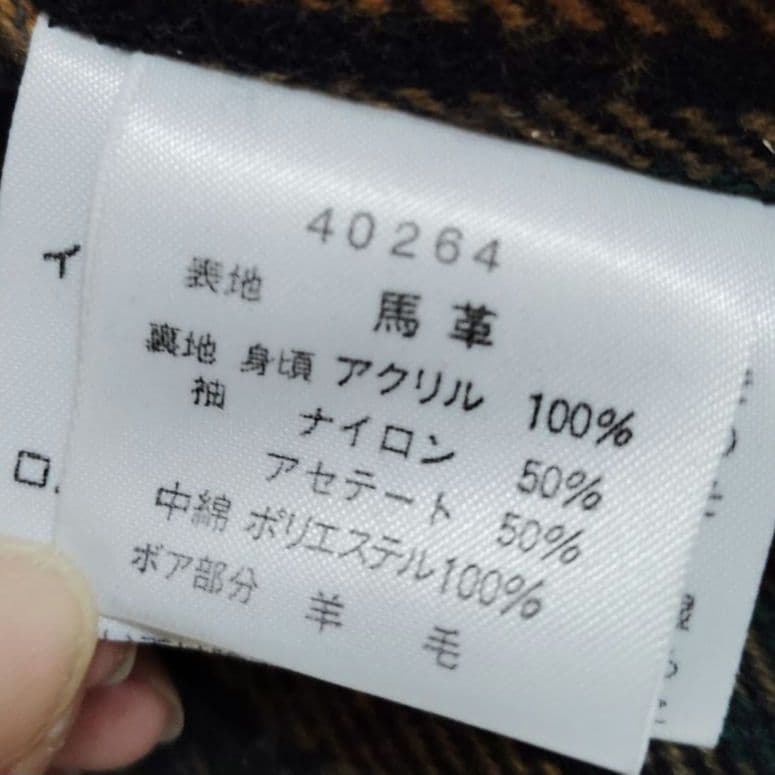 40264
表地 馬革
裏地 身頃 アクリル 100%
袖 ナイロン 50%
アセテート 50%
中綿 ポリエステル100%
ボア部分 羊毛
イ
ロ